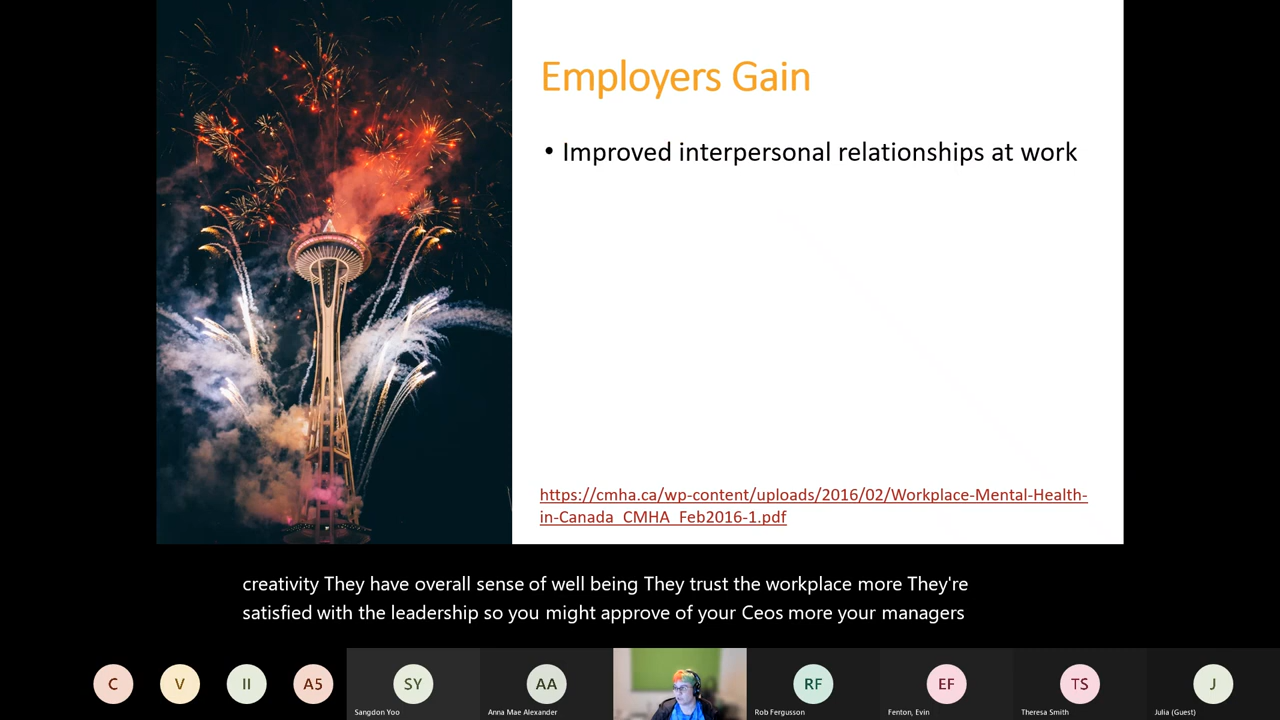 Employers Gain
• Improved interpersonal relationships at work
https://cmha.ca/wp-content/uploads/2016/02/Workplace-Mental-Health-
in-Canada_CMHA_Feb2016-1.pdf
creativity They have overall sense of well being They trust the workplace more They're
satisfied with the leadership so you might approve of your Ceos more your managers
C V II A5 SY AA RF EF TS J
Sangdon Yoo Anna Mae Alexander Rob Fergusson Fenton, Evin Theresa Smith Julia (Guest)